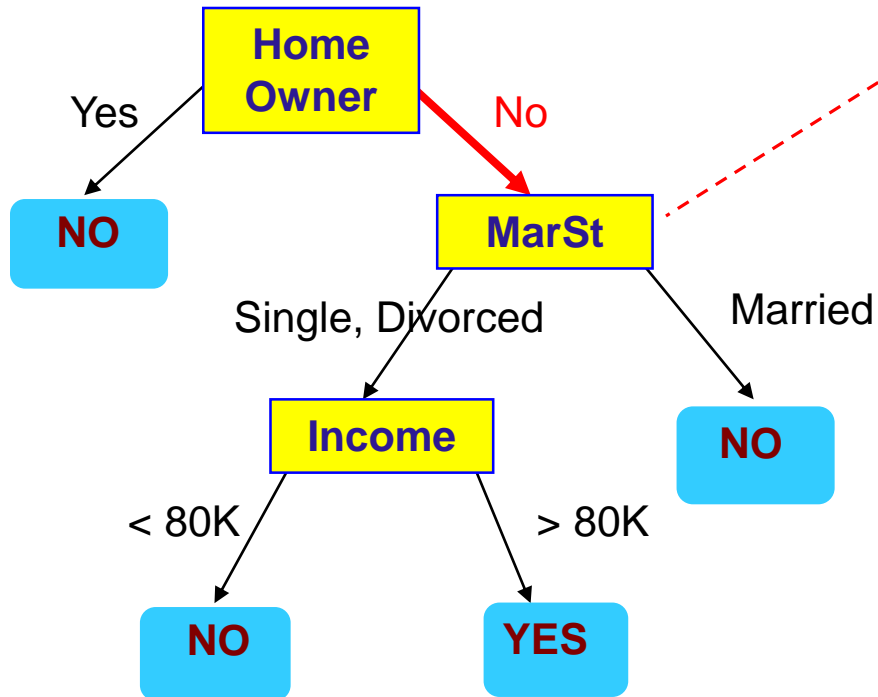 Home
Owner
Yes
No
NO
MarSt
Single, Divorced
Married
Income
NO
< 80K
> 80K
NO
YES